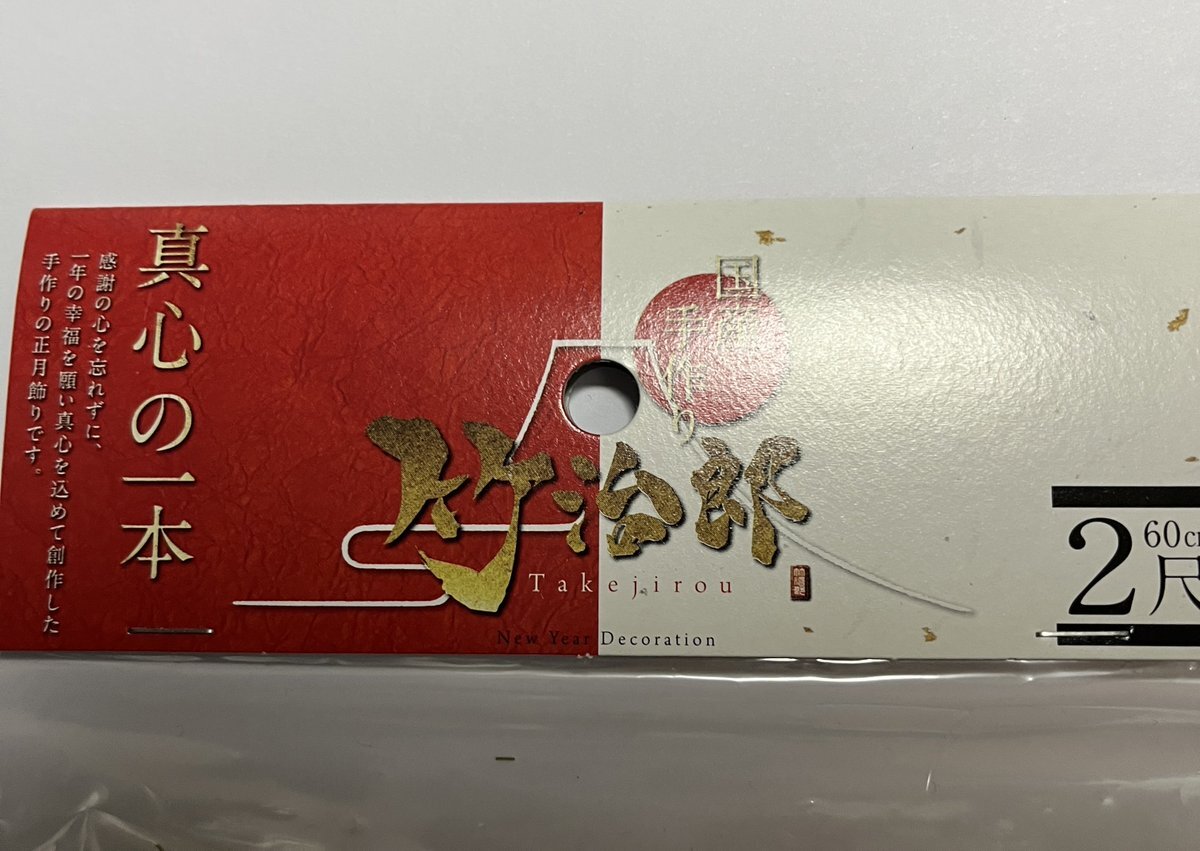 真心の一本
感謝の心を忘れずに、
一年の幸福を願い真心を込めて創作した
手作りの正月飾りです。
国産
手作り
竹治郎
Takejirou
New Year Decoration
2尺
60cm